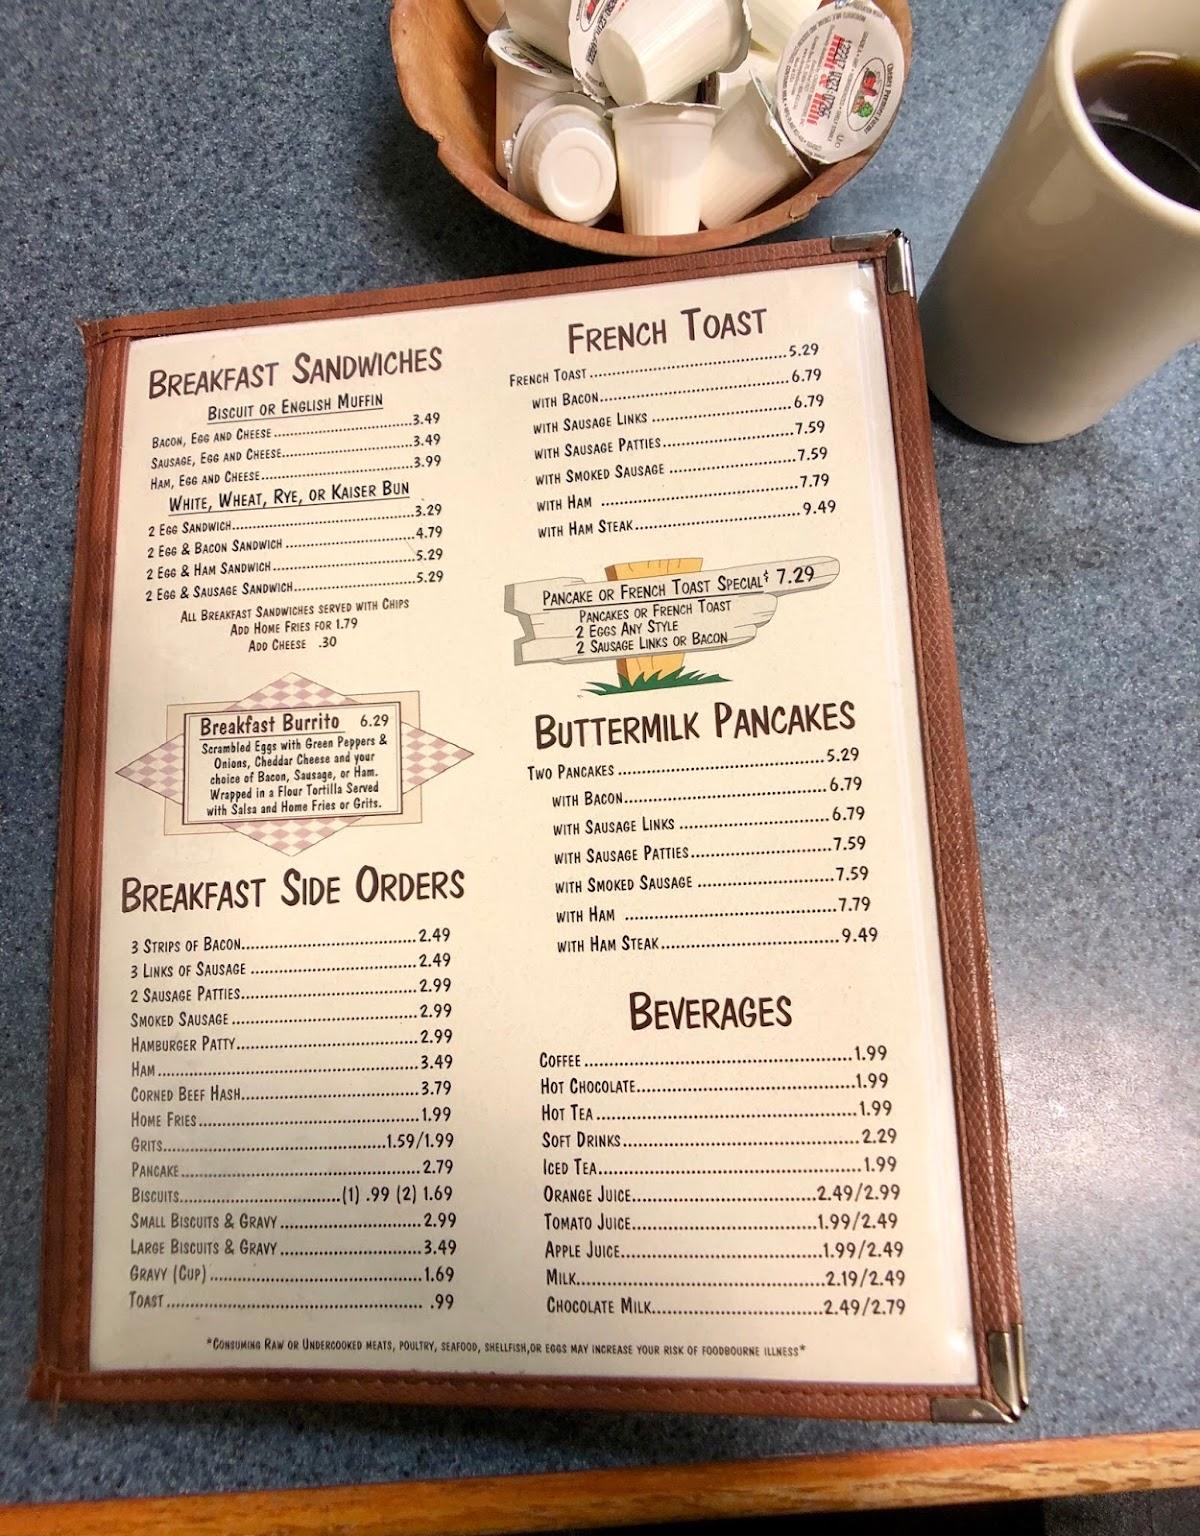 Half & Half
BREAKFAST SANDWICHES
BISCUIT OR ENGLISH MUFFIN
BACON, EGG AND CHEESE 3.49
SAUSAGE, EGG AND CHEESE 3.49
HAM, EGG AND CHEESE 3.99
WHITE, WHEAT, RYE, OR KAISER BUN
2 EGG SANDWICH 3.29
2 EGG & BACON SANDWICH 4.79
2 EGG & HAM SANDWICH 5.29
2 EGG & SAUSAGE SANDWICH 5.29
ALL BREAKFAST SANDWICHES SERVED WITH CHIPS
ADD HOME FRIES FOR 1.79
ADD CHEESE .30
Breakfast Burrito 6.29
Scrambled Eggs with Green Peppers &
Onions, Cheddar Cheese and your
choice of Bacon, Sausage, or Ham.
Wrapped in a Flour Tortilla Served
with Salsa and Home Fries or Grits.
BREAKFAST SIDE ORDERS
3 STRIPS OF BACON 2.49
3 LINKS OF SAUSAGE 2.49
2 SAUSAGE PATTIES 2.99
SMOKED SAUSAGE 2.99
HAMBURGER PATTY 2.99
HAM 3.49
CORNED BEEF HASH 3.79
HOME FRIES 1.99
GRITS 1.59/1.99
PANCAKE 2.79
BISCUITS (1) .99 (2) 1.69
SMALL BISCUITS & GRAVY 2.99
LARGE BISCUITS & GRAVY 3.49
GRAVY (CUP) 1.69
TOAST .99
FRENCH TOAST
FRENCH TOAST 5.29
WITH BACON 6.79
WITH SAUSAGE LINKS 6.79
WITH SAUSAGE PATTIES 7.59
WITH SMOKED SAUSAGE 7.59
WITH HAM 7.79
WITH HAM STEAK 9.49
PANCAKE OR FRENCH TOAST SPECIAL $ 7.29
PANCAKES OR FRENCH TOAST
2 EGGS ANY STYLE
2 SAUSAGE LINKS OR BACON
BUTTERMILK PANCAKES
TWO PANCAKES 5.29
WITH BACON 6.79
WITH SAUSAGE LINKS 6.79
WITH SAUSAGE PATTIES 7.59
WITH SMOKED SAUSAGE 7.59
WITH HAM 7.79
WITH HAM STEAK 9.49
BEVERAGES
COFFEE 1.99
HOT CHOCOLATE 1.99
HOT TEA 1.99
SOFT DRINKS 2.29
ICED TEA 1.99
ORANGE JUICE 2.49/2.99
TOMATO JUICE 1.99/2.49
APPLE JUICE 1.99/2.49
MILK 2.19/2.49
CHOCOLATE MILK 2.49/2.79
*CONSUMING RAW OR UNDERCOOKED MEATS, POULTRY, SEAFOOD, SHELLFISH,OR EGGS MAY INCREASE YOUR RISK OF FOODBOURNE ILLNESS*